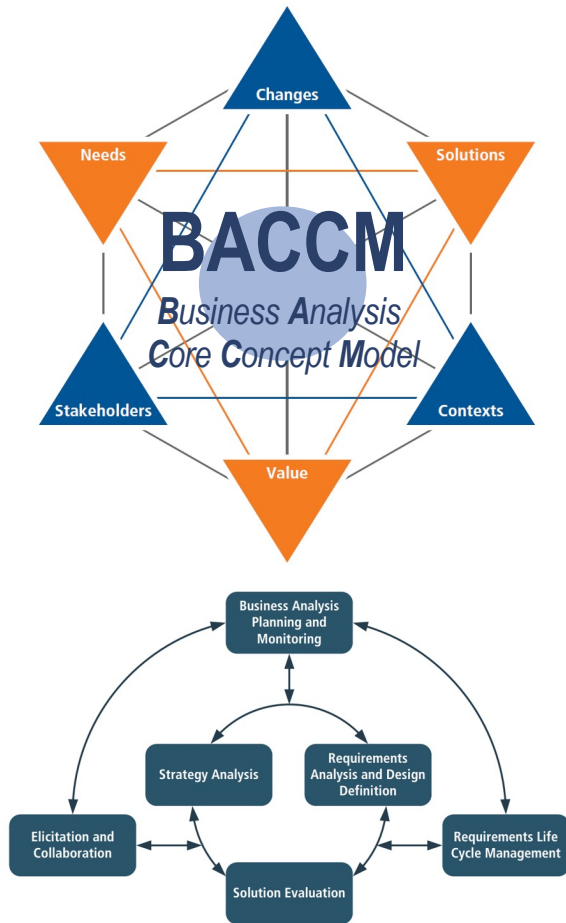 Changes
Needs
Solutions
BACCM
Business Analysis
Core Concept Model
Stakeholders
Contexts
Value
Business Analysis
Planning and
Monitoring
Strategy Analysis
Requirements
Analysis and Design
Definition
Elicitation and
Collaboration
Requirements Life
Cycle Management
Solution Evaluation